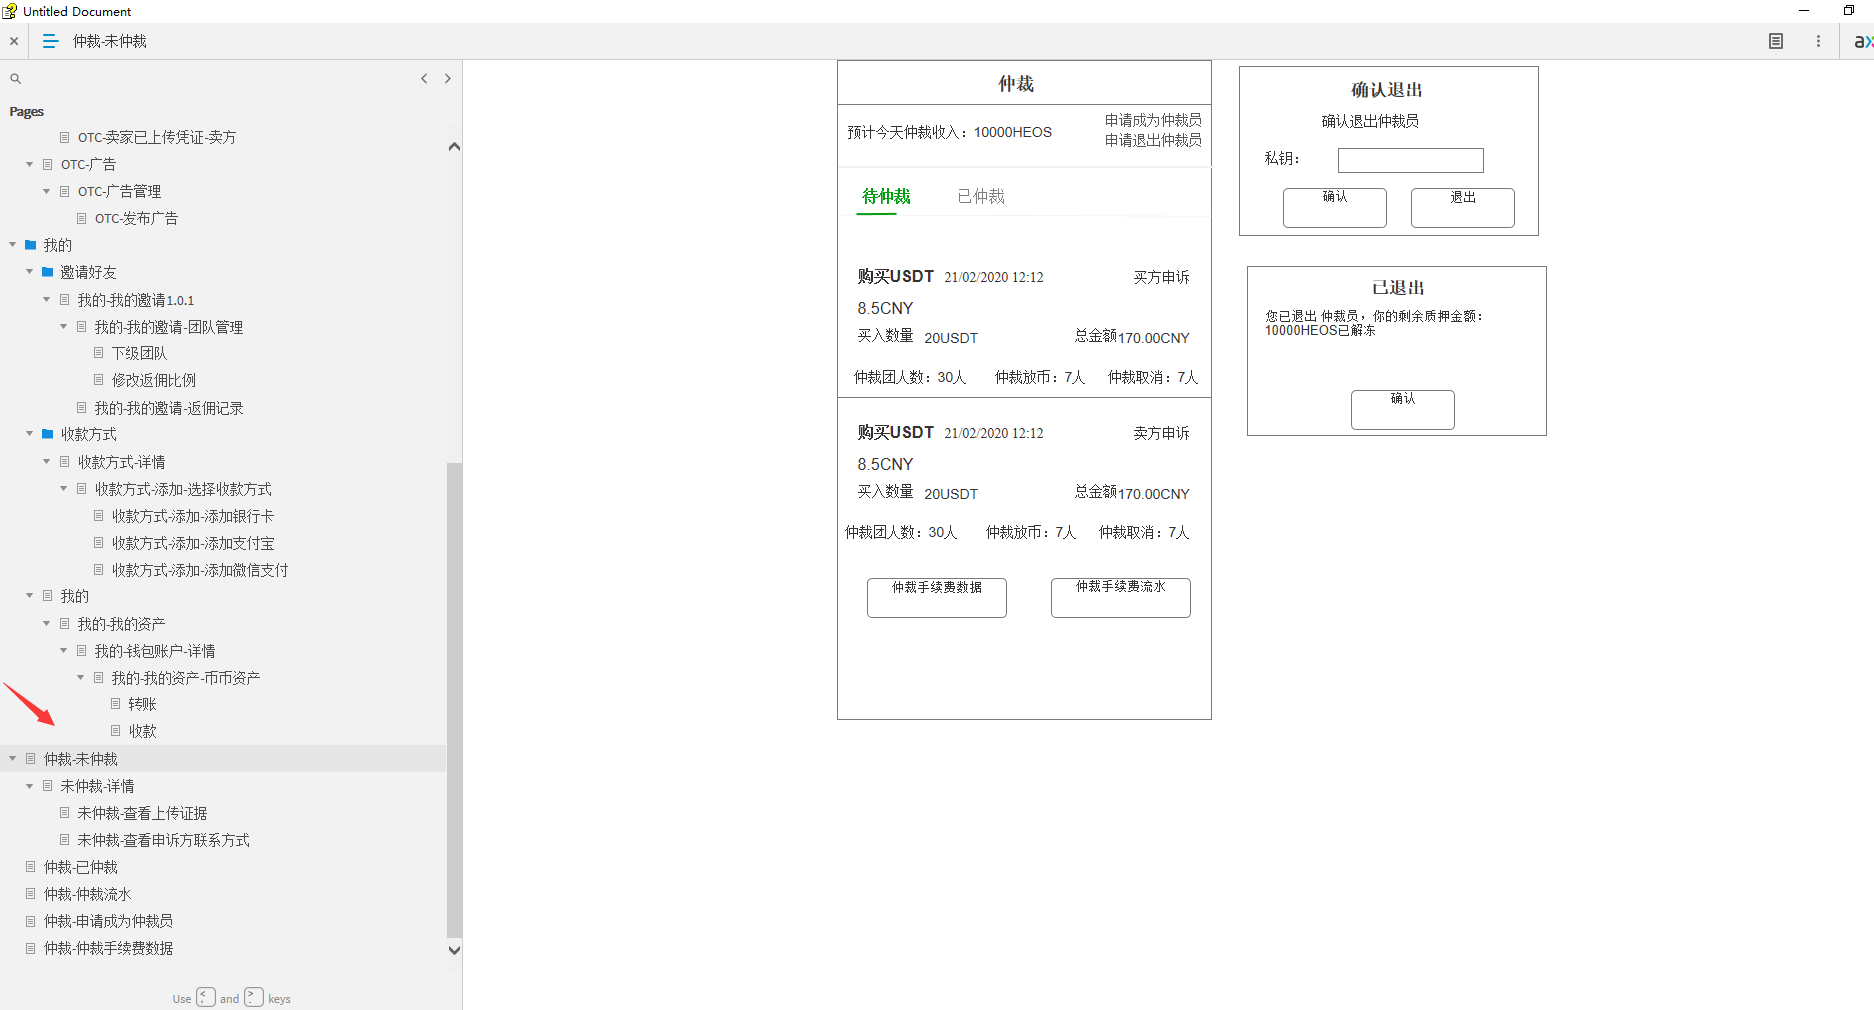 Untitled Document
仲裁-未仲裁
Pages
OTC-卖家已上传凭证-卖方
OTC-广告
OTC-广告管理
OTC-发布广告
我的
邀请好友
我的-我的邀请1.0.1
我的-我的邀请-团队管理
下级团队
修改返佣比例
我的-我的邀请-返佣记录
收款方式
收款方式-详情
收款方式-添加-选择收款方式
收款方式-添加-添加银行卡
收款方式-添加-添加支付宝
收款方式-添加-添加微信支付
我的
我的-我的资产
我的-钱包账户-详情
我的-我的资产-币币资产
转账
收款
仲裁-未仲裁
未仲裁-详情
未仲裁-查看上传证据
未仲裁-查看申诉方联系方式
仲裁-已仲裁
仲裁-仲裁流水
仲裁-申请成为仲裁员
仲裁-仲裁手续费数据
Use < , and > . keys
仲裁
预计今天仲裁收入：10000HEOS
申请成为仲裁员
申请退出仲裁员
待仲裁 已仲裁
购买USDT 21/02/2020 12:12 买方申诉
8.5CNY
买入数量 20USDT 总金额170.00CNY
仲裁团人数：30人 仲裁放币：7人 仲裁取消：7人
购买USDT 21/02/2020 12:12 卖方申诉
8.5CNY
买入数量 20USDT 总金额170.00CNY
仲裁团人数：30人 仲裁放币：7人 仲裁取消：7人
仲裁手续费数据 仲裁手续费流水
确认退出
确认退出仲裁员
私钥：
确认 退出
已退出
您已退出 仲裁员，你的剩余质押金额：
10000HEOS已解冻
确认